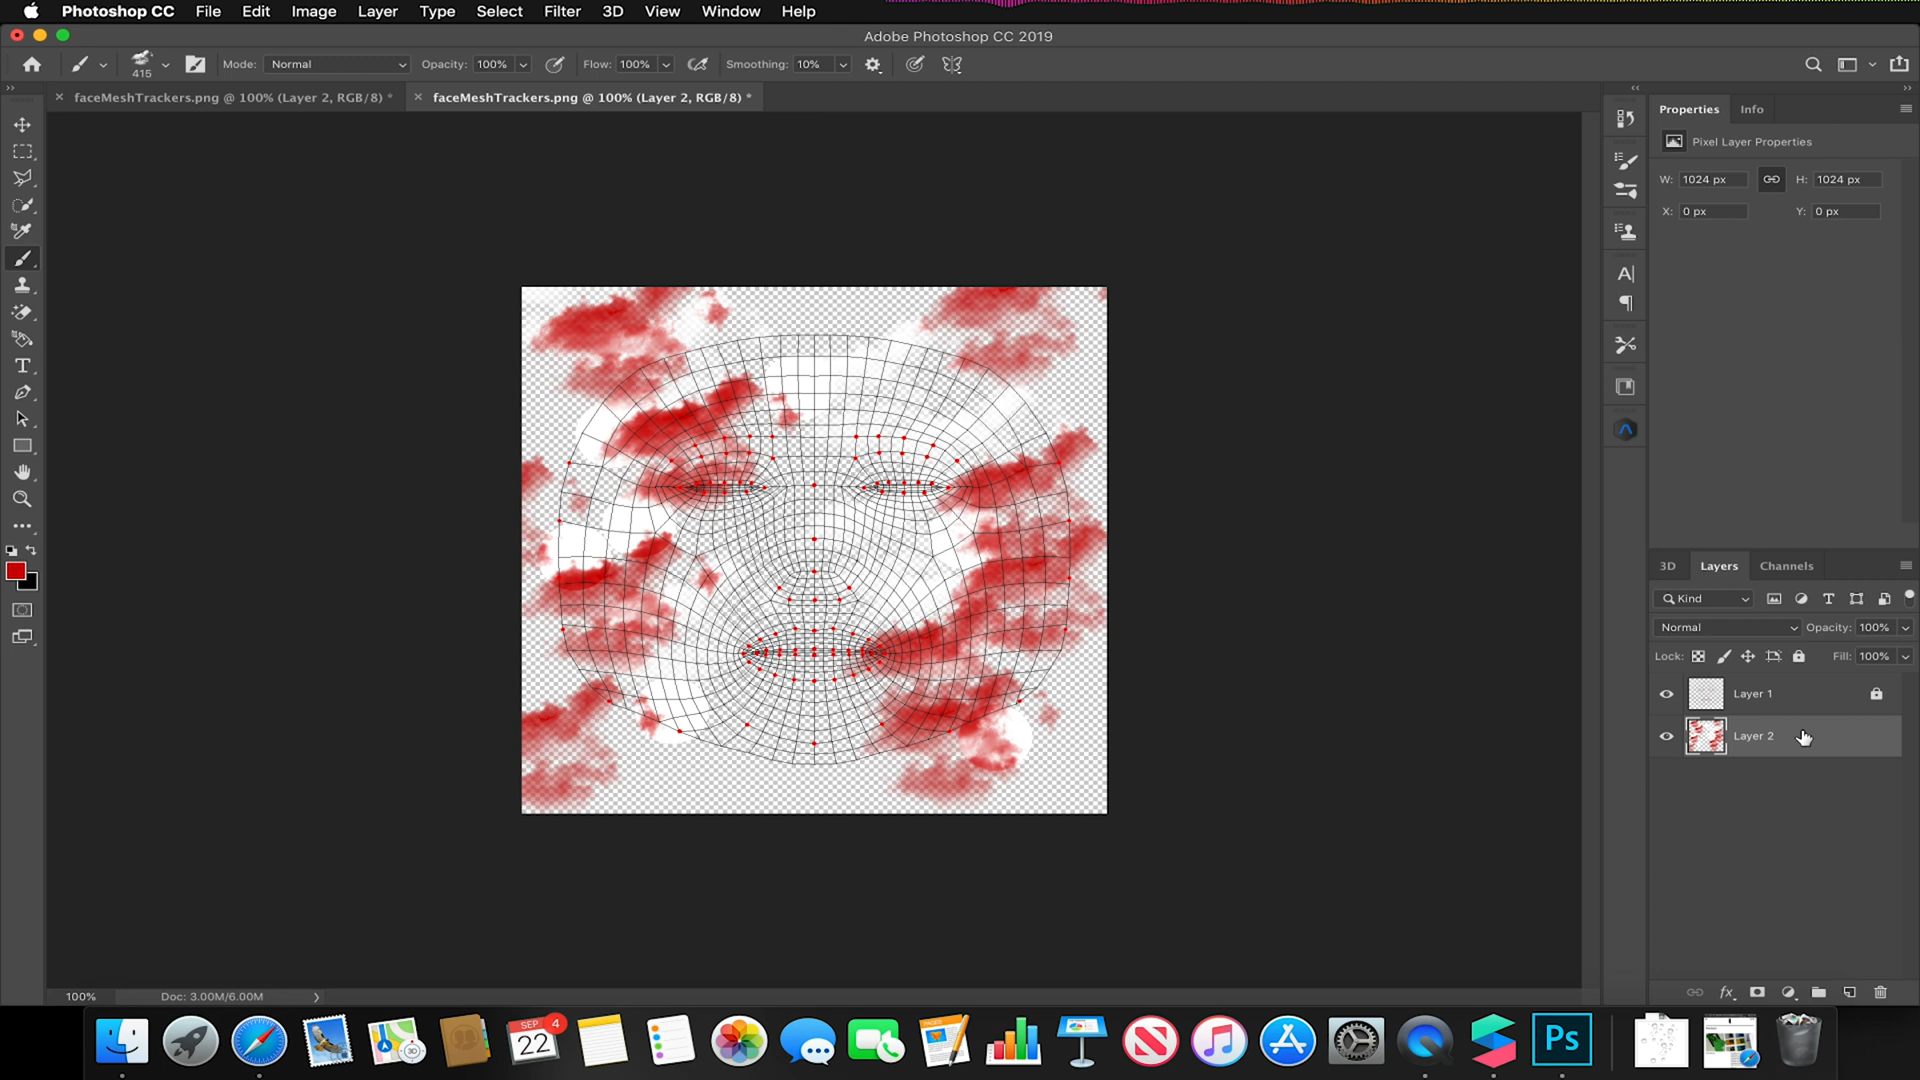 Photoshop CC File Edit Image Layer Type Select Filter 3D View Window Help
Adobe Photoshop CC 2019
415 Mode: Normal Opacity: 100% Flow: 100% Smoothing: 10%
faceMeshTrackers.png @ 100% (Layer 2, RGB/8) *
faceMeshTrackers.png @ 100% (Layer 2, RGB/8) *
Properties Info
Pixel Layer Properties
W: 1024 px H: 1024 px
X: 0 px Y: 0 px
3D Layers Channels
Kind
Normal Opacity: 100%
Lock: Fill: 100%
Layer 1
Layer 2
fx
100% Doc: 3.00M/6.00M
SEP 4
22
3D
PAGES
Ps